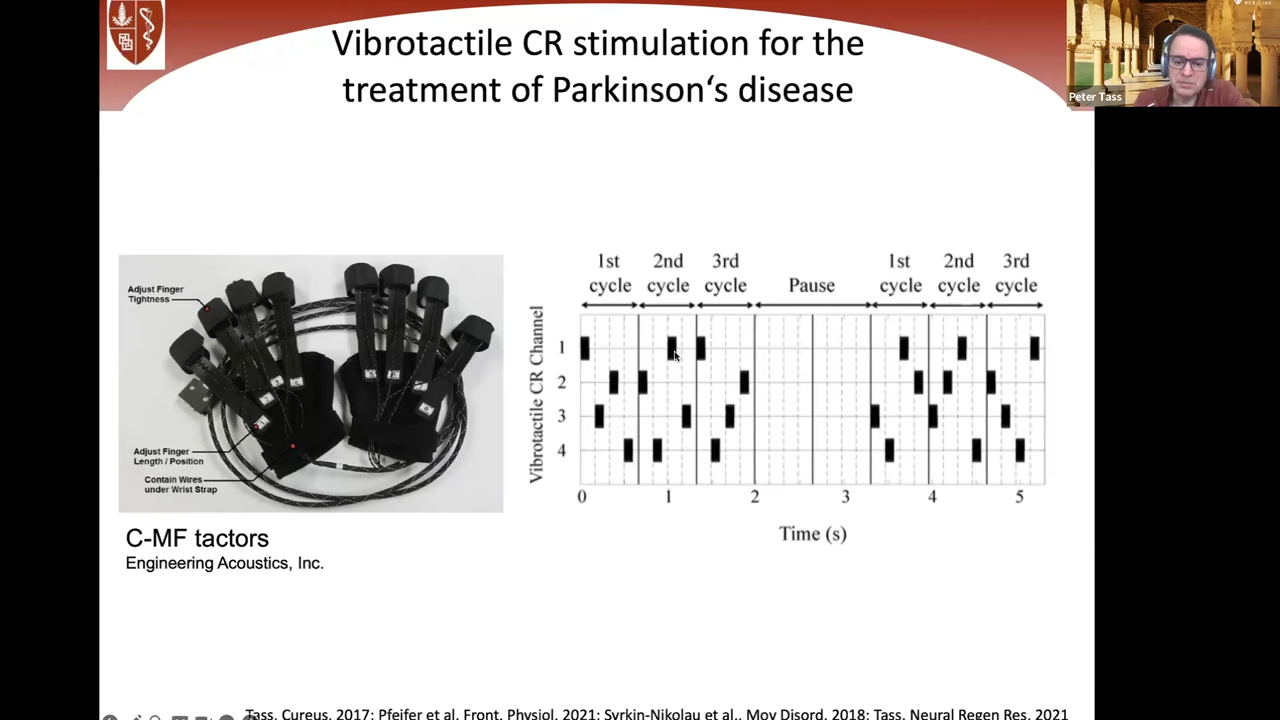 Vibrotactile CR stimulation for the
treatment of Parkinson‘s disease
Peter Tass
Adjust Finger
Tightness
Adjust Finger
Length / Position
Contain Wires
under Wrist Strap
C-MF tactors
Engineering Acoustics, Inc.
1st
cycle
2nd
cycle
3rd
cycle
Pause
1st
cycle
2nd
cycle
3rd
cycle
Vibrotactile CR Channel
1
2
3
4
0 1 2 3 4 5
Time (s)
Tass, Cureus, 2017; Pfeifer et al, Front. Physiol, 2021; Syrkin-Nikolau et al., Mov Disord, 2018; Tass, Neural Regen Res, 2021